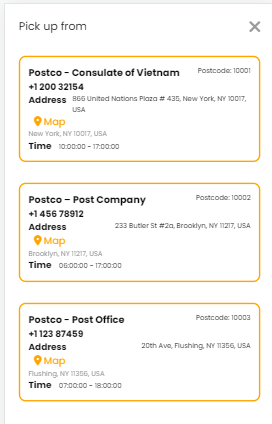 Pick up from
Postco - Consulate of Vietnam Postcode: 10001
+1 200 32154
Address 866 United Nations Plaza # 435, New York, NY 10017,
USA
Map
New York, NY 10017, USA
Time 10:00:00 - 17:00:00
Postco – Post Company Postcode: 10002
+1 456 78912
Address 233 Butler St #2a, Brooklyn, NY 11217, USA
Map
Brooklyn, NY 11217, USA
Time 06:00:00 - 17:00:00
Postco - Post Office Postcode: 10003
+1 123 87459
Address 20th Ave, Flushing, NY 11356, USA
Map
Flushing, NY 11356, USA
Time 07:00:00 - 18:00:00